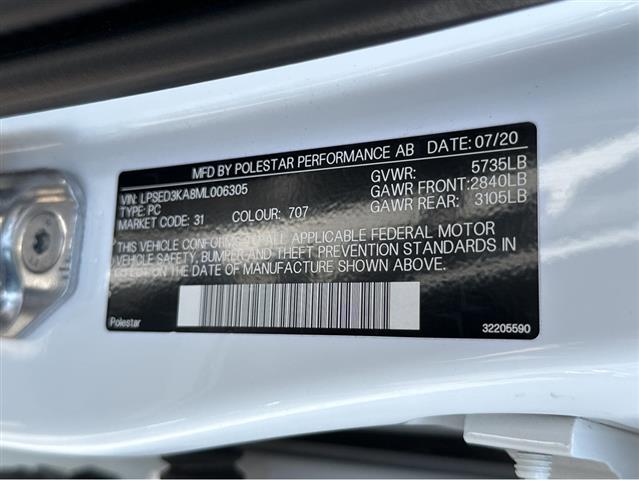 MFD BY POLESTAR PERFORMANCE AB DATE: 07/20
VIN: LPSED3KA8ML006305 GVWR: 5735LB
TYPE: PC GAWR FRONT: 2840LB
MARKET CODE: 31 COLOUR: 707 GAWR REAR: 3105LB
THIS VEHICLE CONFORMS TO ALL APPLICABLE FEDERAL MOTOR
VEHICLE SAFETY, BUMPER AND THEFT PREVENTION STANDARDS IN
EFFECT ON THE DATE OF MANUFACTURE SHOWN ABOVE.
Polestar 32205590